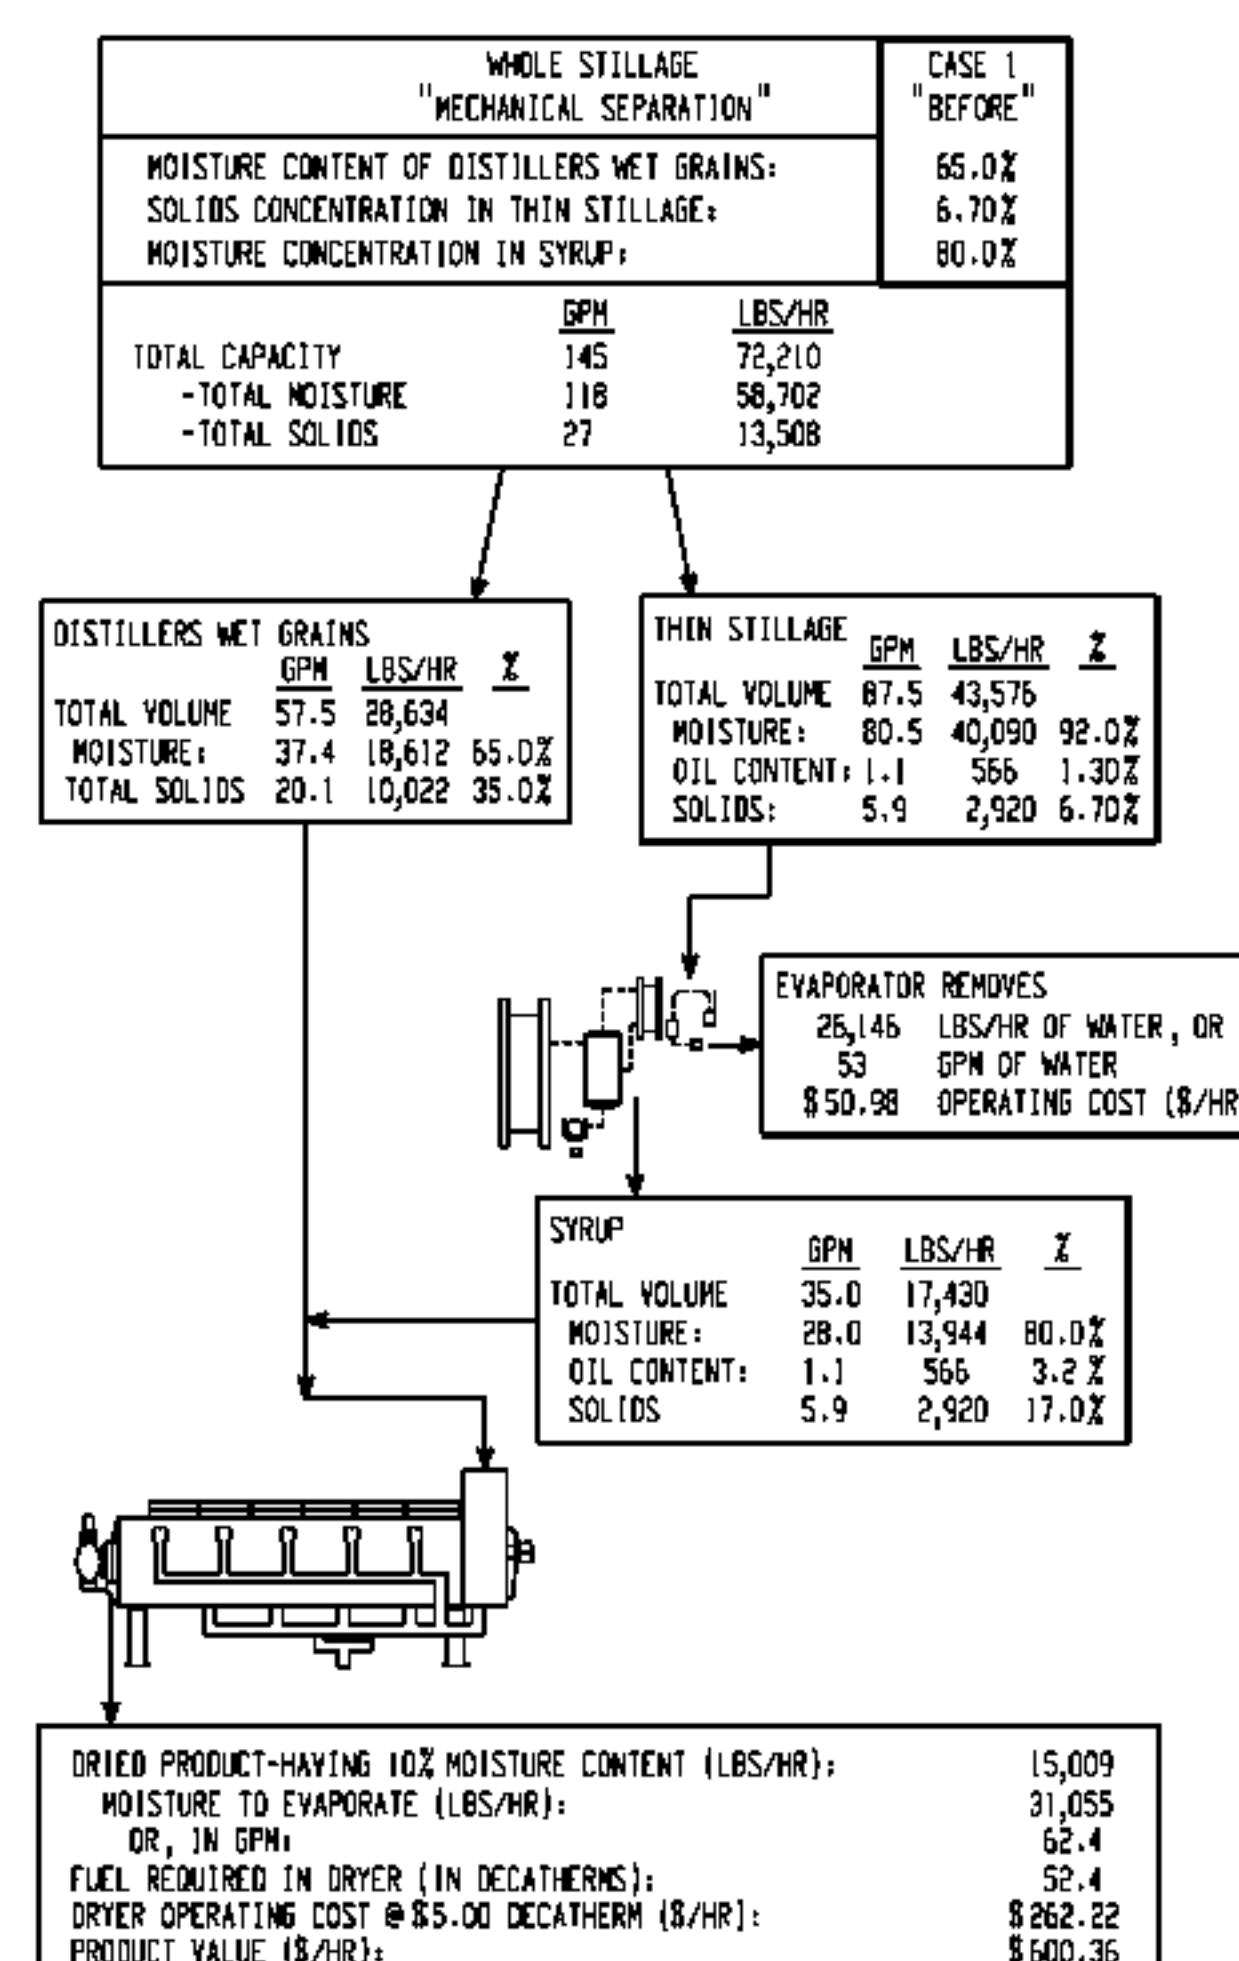 WHOLE STILLAGE
"MECHANICAL SEPARATION"
CASE 1
"BEFORE"
MOISTURE CONTENT OF DISTILLERS WET GRAINS: 65.0%
SOLIDS CONCENTRATION IN THIN STILLAGE: 6.70%
MOISTURE CONCENTRATION IN SYRUP: 80.0%
GPM LBS/HR
TOTAL CAPACITY 145 72,210
-TOTAL MOISTURE 118 58,702
-TOTAL SOLIDS 27 13,508
DISTILLERS WET GRAINS
GPM LBS/HR %
TOTAL VOLUME 57.5 28,634
MOISTURE: 37.4 18,612 65.0%
TOTAL SOLIDS 20.1 10,022 35.0%
THIN STILLAGE GPM LBS/HR %
TOTAL VOLUME 87.5 43,576
MOISTURE: 80.5 40,090 92.0%
OIL CONTENT: 1.1 566 1.30%
SOLIDS: 5.9 2,920 6.70%
EVAPORATOR REMOVES
26,146 LBS/HR OF WATER, OR
53 GPM OF WATER
$50.98 OPERATING COST ($/HR
SYRUP
GPM LBS/HR %
TOTAL VOLUME 35.0 17,430
MOISTURE: 28.0 13,944 80.0%
OIL CONTENT: 1.1 566 3.2%
SOLIDS 5.9 2,920 17.0%
DRIED PRODUCT-HAVING 10% MOISTURE CONTENT (LBS/HR): 15,009
MOISTURE TO EVAPORATE (LBS/HR): 31,055
OR, IN GPM: 62.4
FUEL REQUIRED IN DRYER (IN DECATHERMS): 52.4
DRYER OPERATING COST @ $5.00 DECATHERM ($/HR): $262.22
PRODUCT VALUE ($/HR): $600.36